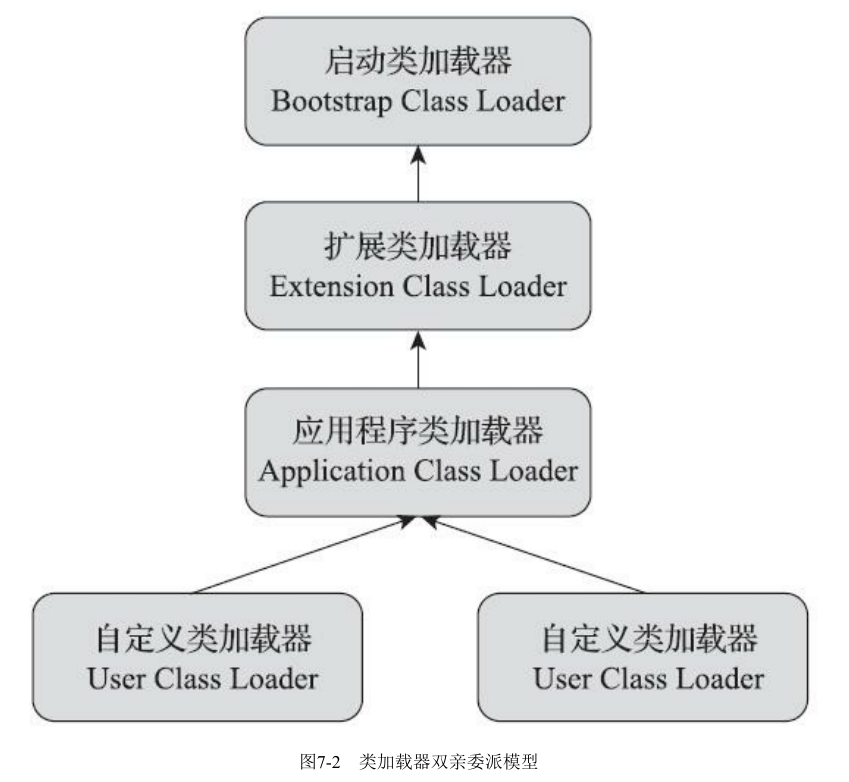 启动类加载器
Bootstrap Class Loader
扩展类加载器
Extension Class Loader
应用程序类加载器
Application Class Loader
自定义类加载器
User Class Loader
自定义类加载器
User Class Loader
图7-2 类加载器双亲委派模型